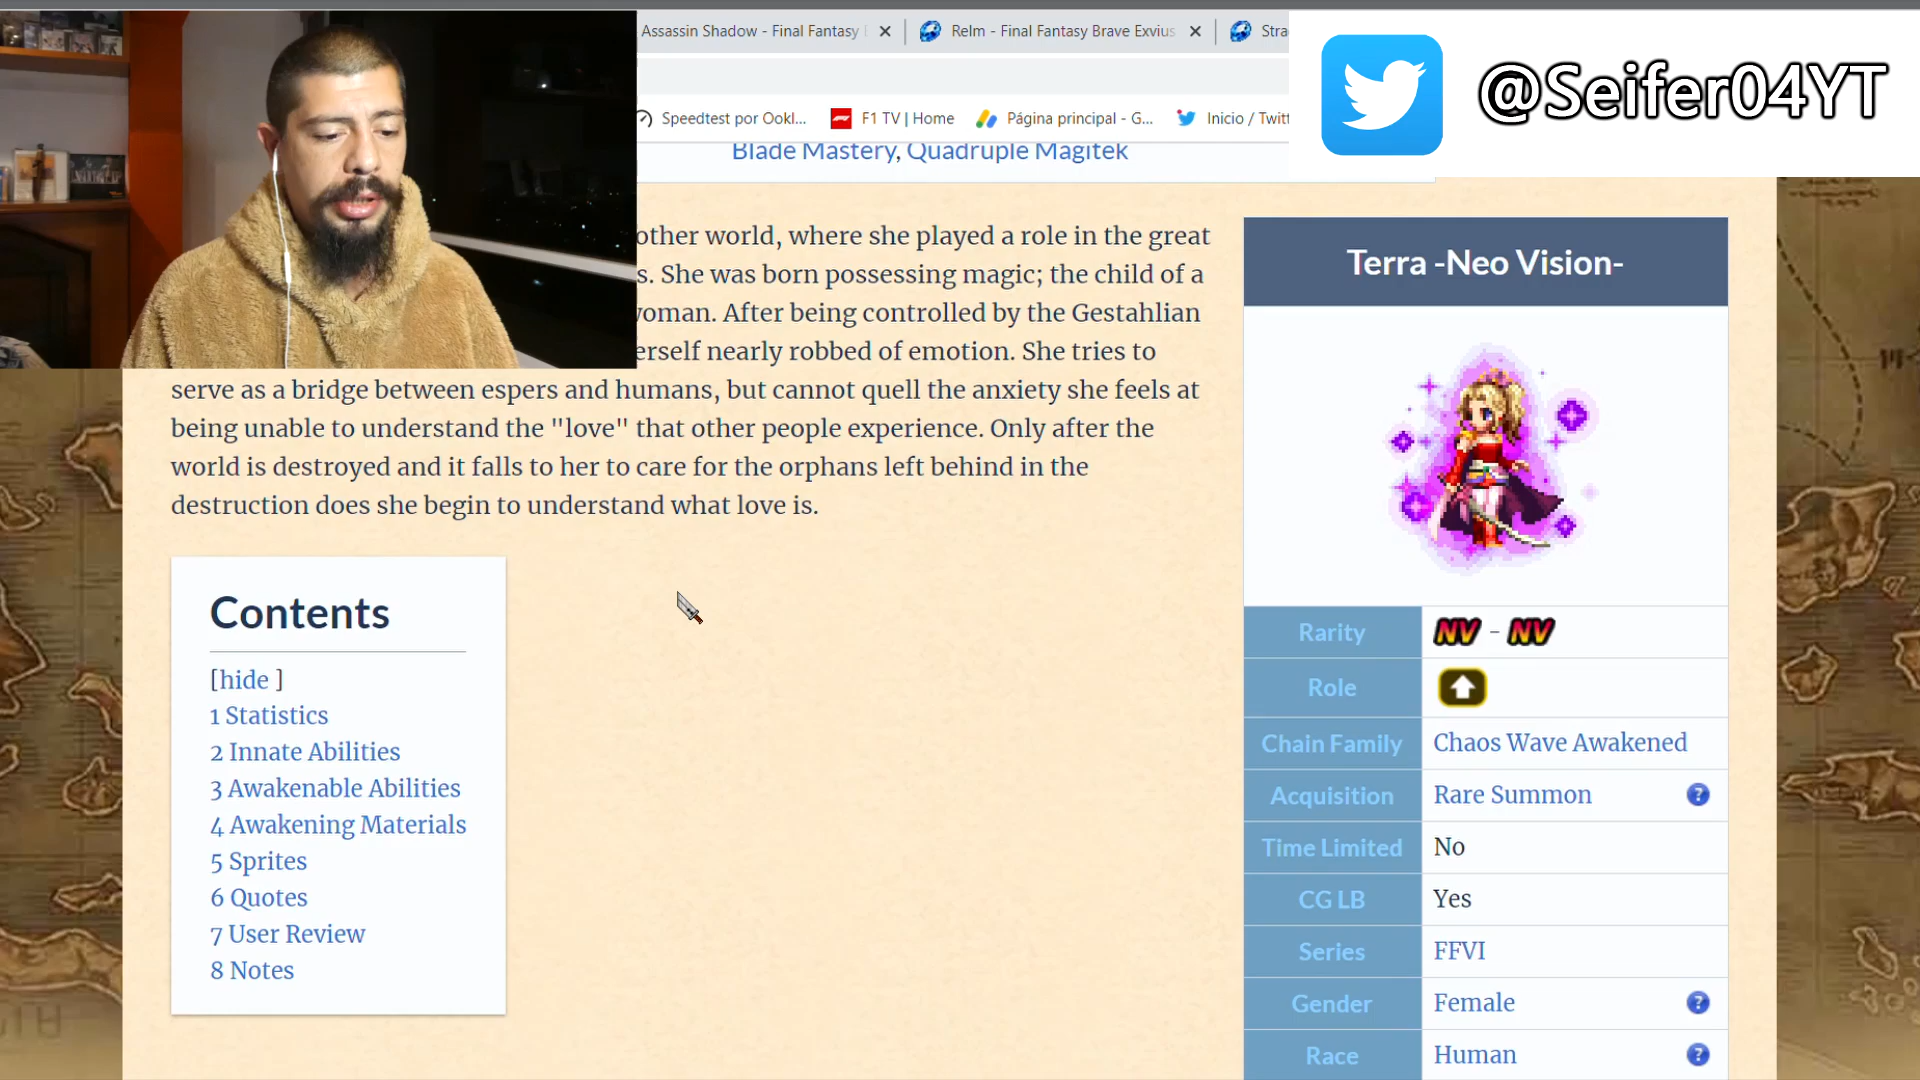 Assassin Shadow - Final Fantasy
Relm - Final Fantasy Brave Exvius
Stra
@Seifer04YT
Speedtest por Ookl...
F1 TV | Home
Página principal - G...
Inicio / Twitt
Blade Mastery, Quadruple Magitek
other world, where she played a role in the great
s. She was born possessing magic; the child of a
woman. After being controlled by the Gestahlian
erself nearly robbed of emotion. She tries to
serve as a bridge between espers and humans, but cannot quell the anxiety she feels at
being unable to understand the "love" that other people experience. Only after the
world is destroyed and it falls to her to care for the orphans left behind in the
destruction does she begin to understand what love is.
Contents
[hide ]
1 Statistics
2 Innate Abilities
3 Awakenable Abilities
4 Awakening Materials
5 Sprites
6 Quotes
7 User Review
8 Notes
Terra -Neo Vision-
Rarity NV - NV
Role
Chain Family Chaos Wave Awakened
Acquisition Rare Summon ?
Time Limited No
CG LB Yes
Series FFVI
Gender Female ?
Race Human ?